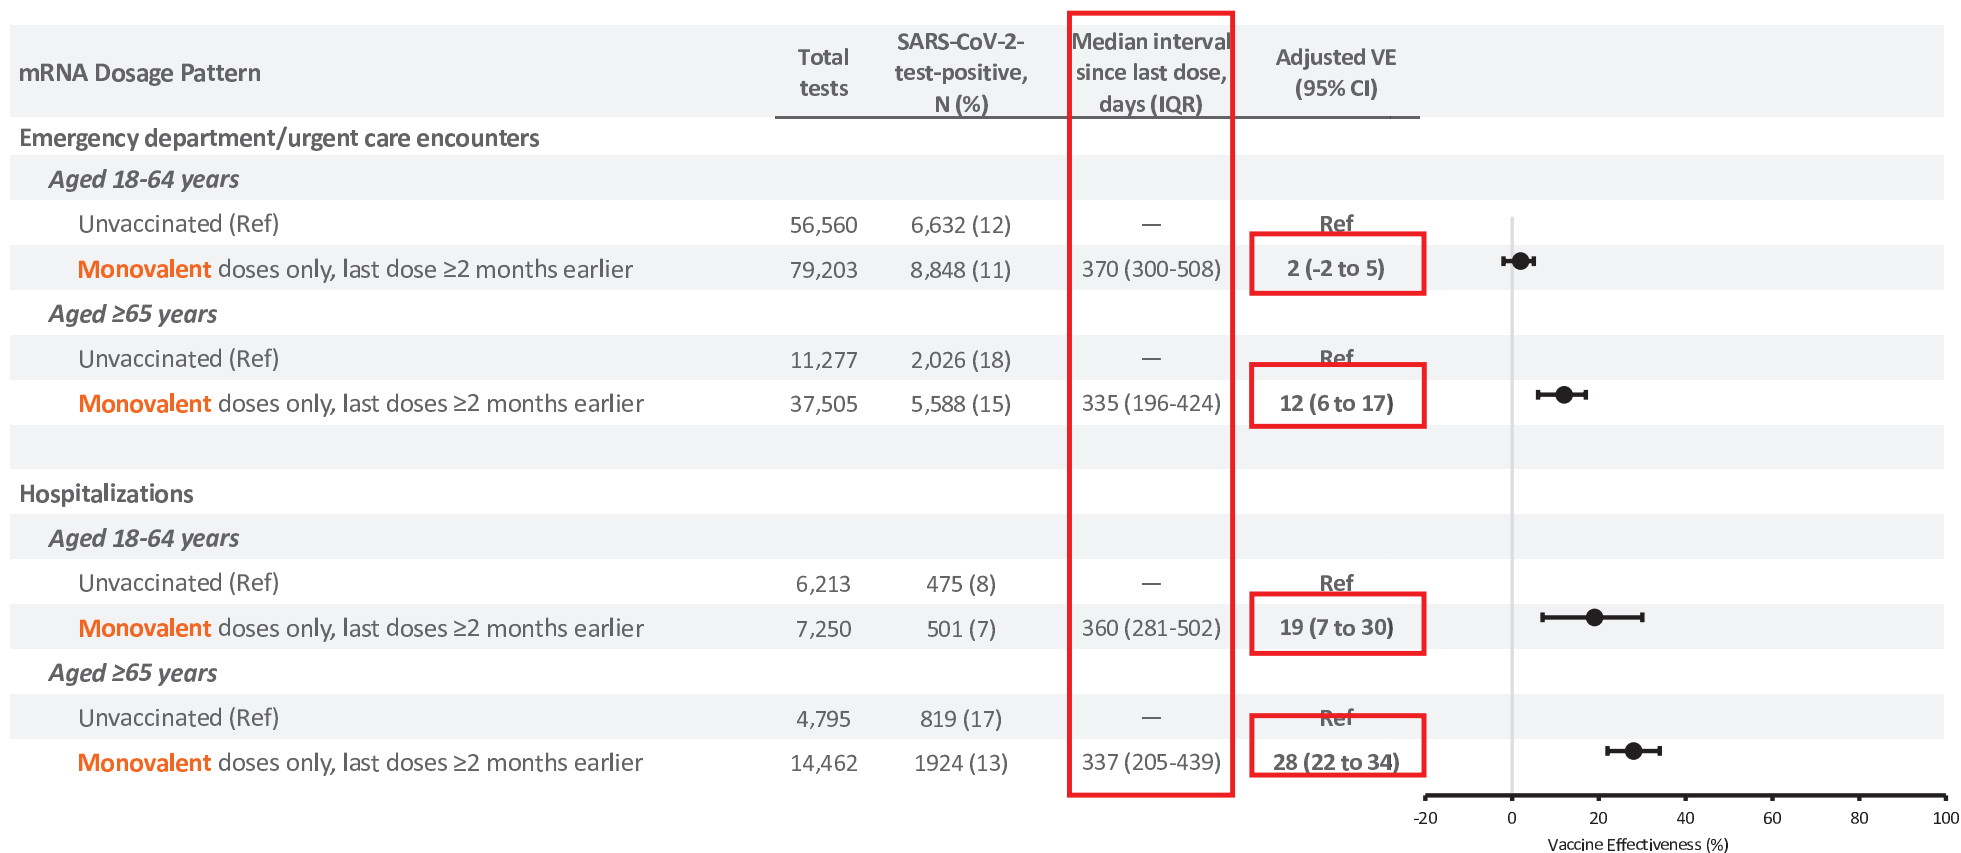 mRNA Dosage Pattern
Total
tests
SARS-CoV-2-
test-positive,
N (%)
Median interval
since last dose,
days (IQR)
Adjusted VE
(95% CI)
Emergency department/urgent care encounters
Aged 18-64 years
Unvaccinated (Ref) 56,560 6,632 (12) — Ref
Monovalent doses only, last dose ≥2 months earlier 79,203 8,848 (11) 370 (300-508) 2 (-2 to 5)
Aged ≥65 years
Unvaccinated (Ref) 11,277 2,026 (18) — Ref
Monovalent doses only, last doses ≥2 months earlier 37,505 5,588 (15) 335 (196-424) 12 (6 to 17)
Hospitalizations
Aged 18-64 years
Unvaccinated (Ref) 6,213 475 (8) — Ref
Monovalent doses only, last doses ≥2 months earlier 7,250 501 (7) 360 (281-502) 19 (7 to 30)
Aged ≥65 years
Unvaccinated (Ref) 4,795 819 (17) — Ref
Monovalent doses only, last doses ≥2 months earlier 14,462 1924 (13) 337 (205-439) 28 (22 to 34)
-20 0 20 40 60 80 100
Vaccine Effectiveness (%)